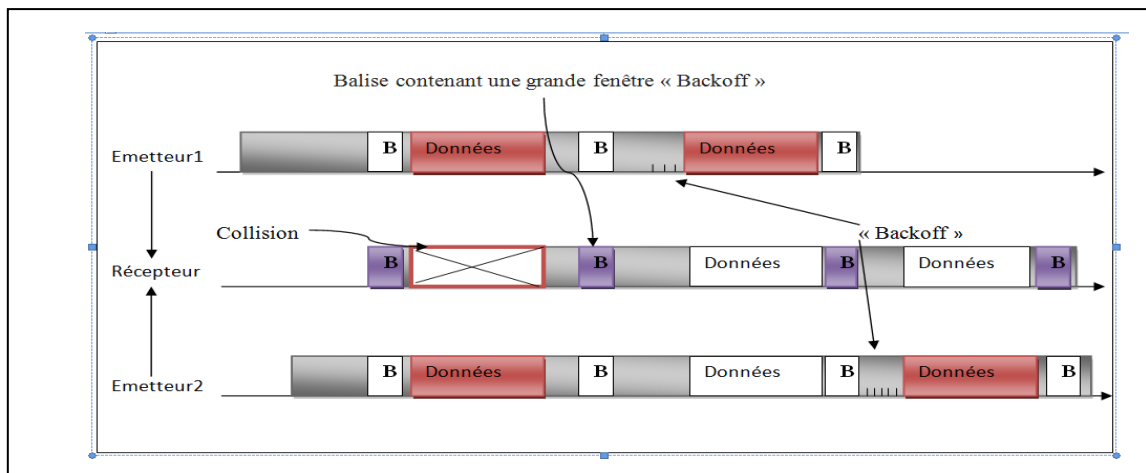 Balise contenant une grande fenêtre « Backoff »
Emetteur1
B Données B Données B
Collision
« Backoff »
Récepteur
B B Données B Données B
Emetteur2
B Données B Données B Données B